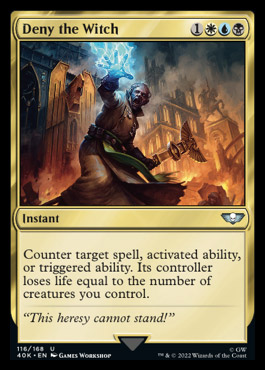 Deny the Witch 1
Instant
Counter target spell, activated ability,
or triggered ability. Its controller
loses life equal to the number of
creatures you control.
“This heresy cannot stand!”
116/168 U
40K • EN GAMES WORKSHOP
© GW
™ & © 2022 Wizards of the Coast